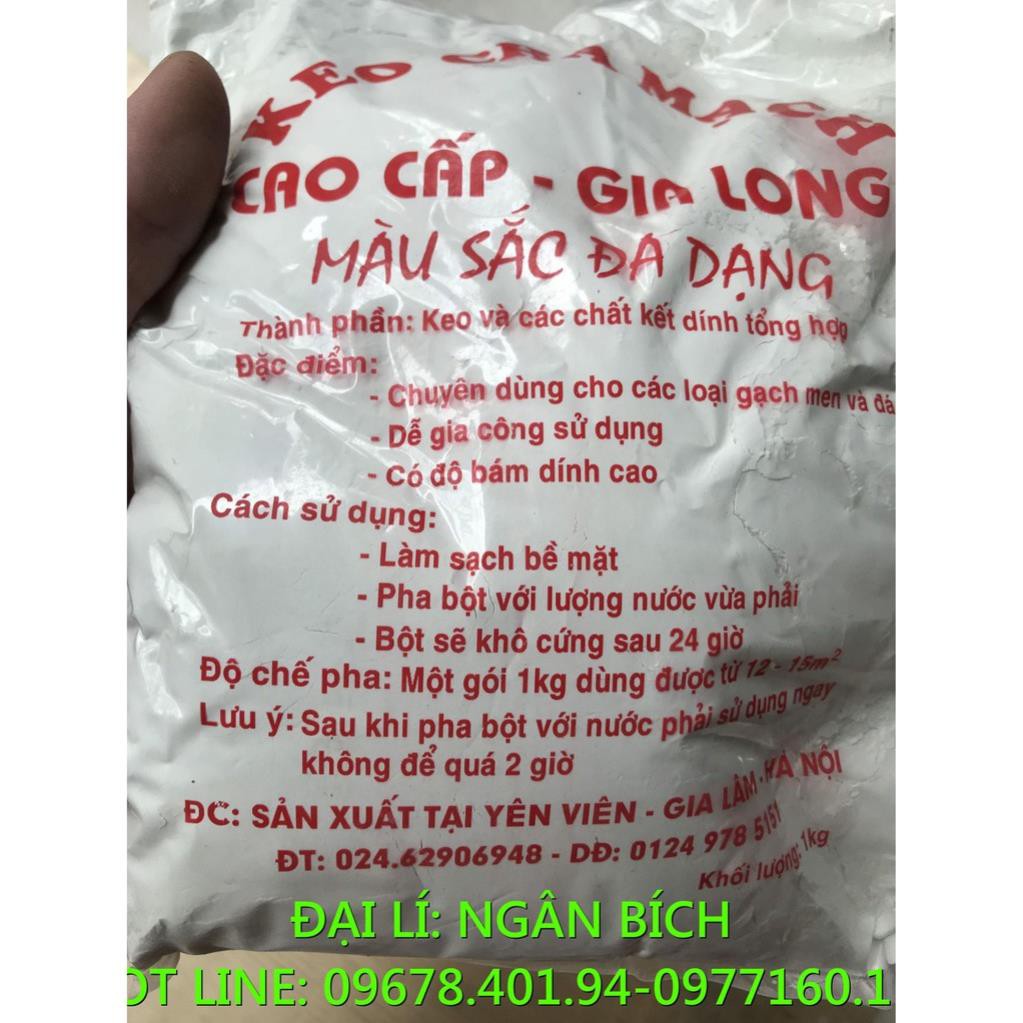 KEO CHÀ MẠCH
CAO CẤP - GIA LONG
MÀU SẮC ĐA DẠNG
Thành phần: Keo và các chất kết dính tổng hợp
Đặc điểm:
- Chuyên dùng cho các loại gạch men và đá
- Dễ gia công sử dụng
- Có độ bám dính cao
Cách sử dụng:
- Làm sạch bề mặt
- Pha bột với lượng nước vừa phải
- Bột sẽ khô cứng sau 24 giờ
Độ chế pha: Một gói 1kg dùng được từ 12 - 15m²
Lưu ý: Sau khi pha bột với nước phải sử dụng ngay
không để quá 2 giờ
ĐC: SẢN XUẤT TẠI YÊN VIÊN - GIA LÂM - HÀ NỘI
ĐT: 024.62906948 - DĐ: 0124 978 5151
Khối lượng: 1kg
ĐẠI LÍ: NGÂN BÍCH
OT LINE: 09678.401.94-0977160.1